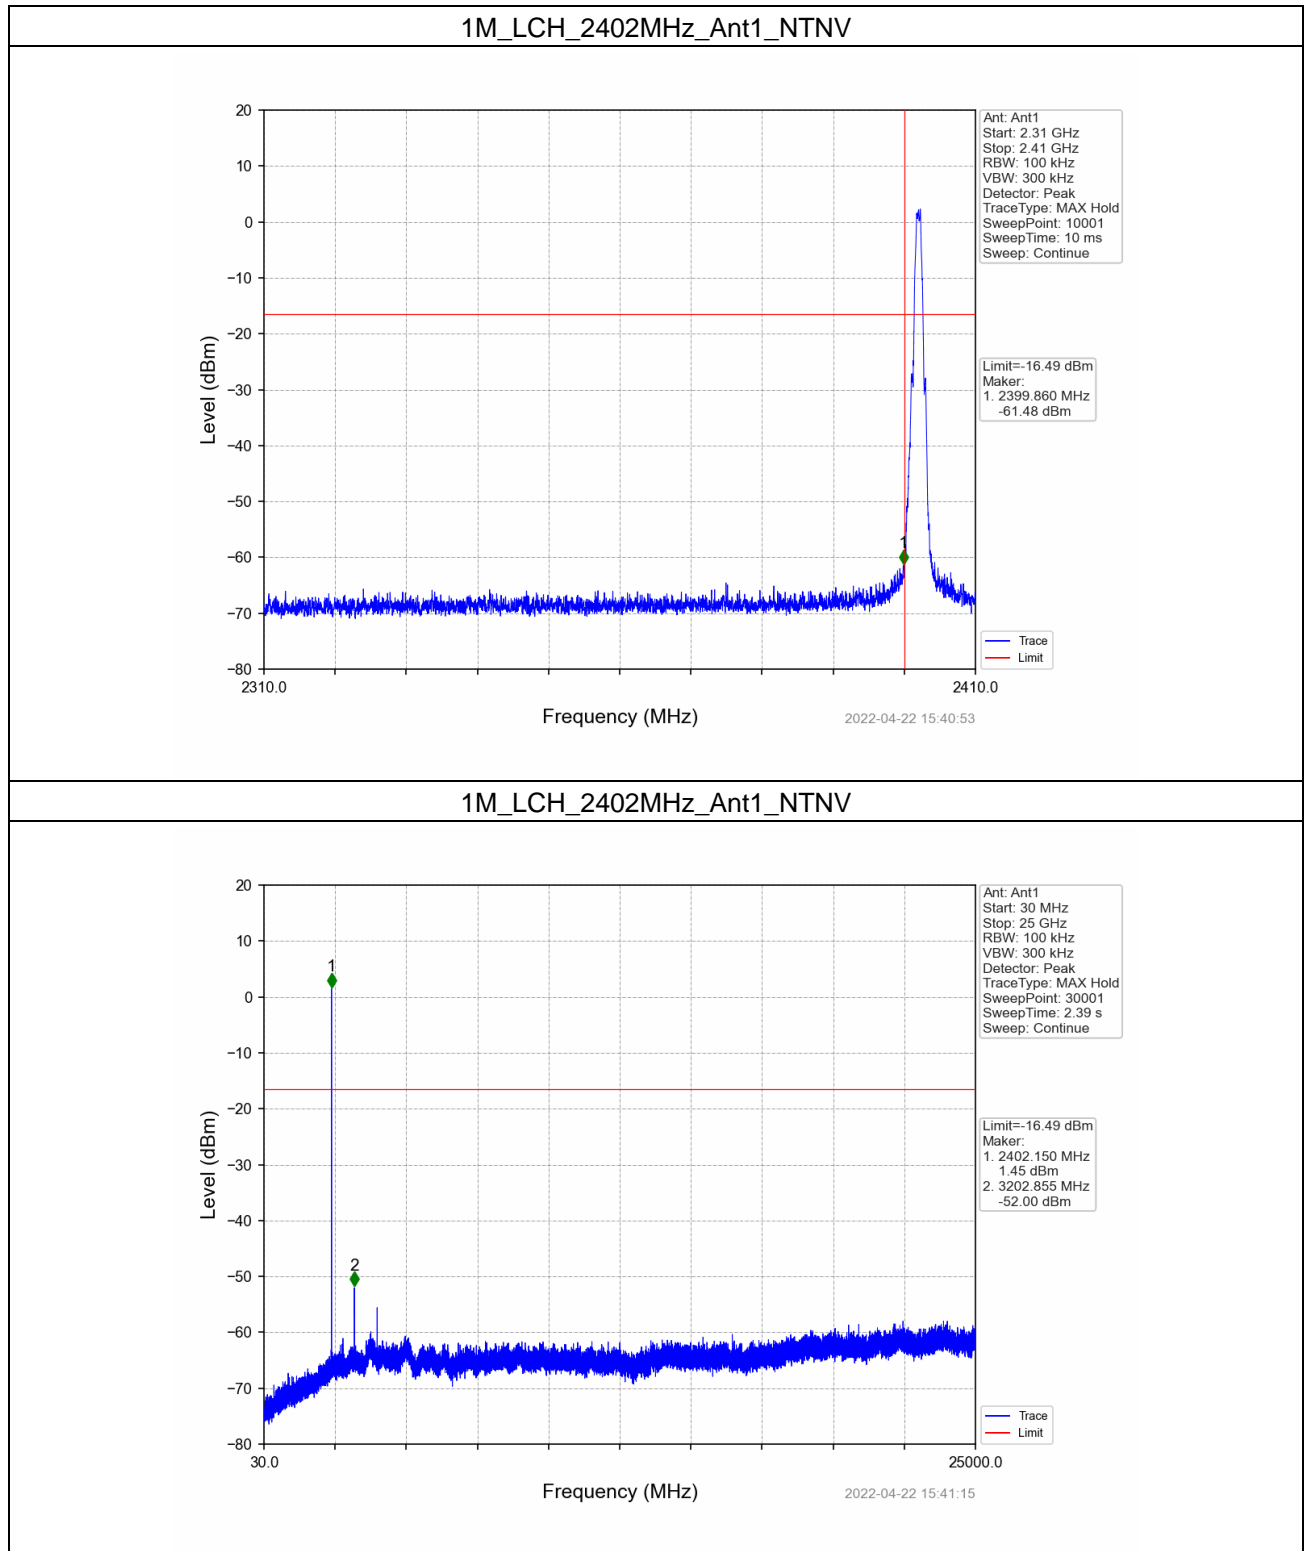 1M_LCH_2402MHz_Ant1_NTNV
20
10
0
−10
−20
−30
−40
−50
−60
−70
−80
Level (dBm)
1
2310.0
2410.0
Frequency (MHz)
2022-04-22 15:40:53
Ant: Ant1
Start: 2.31 GHz
Stop: 2.41 GHz
RBW: 100 kHz
VBW: 300 kHz
Detector: Peak
TraceType: MAX Hold
SweepPoint: 10001
SweepTime: 10 ms
Sweep: Continue
Limit=-16.49 dBm
Maker:
1. 2399.860 MHz
-61.48 dBm
Trace
Limit
1M_LCH_2402MHz_Ant1_NTNV
20
10
0
−10
−20
−30
−40
−50
−60
−70
−80
Level (dBm)
1
2
30.0
25000.0
Frequency (MHz)
2022-04-22 15:41:15
Ant: Ant1
Start: 30 MHz
Stop: 25 GHz
RBW: 100 kHz
VBW: 300 kHz
Detector: Peak
TraceType: MAX Hold
SweepPoint: 30001
SweepTime: 2.39 s
Sweep: Continue
Limit=-16.49 dBm
Maker:
1. 2402.150 MHz
1.45 dBm
2. 3202.855 MHz
-52.00 dBm
Trace
Limit